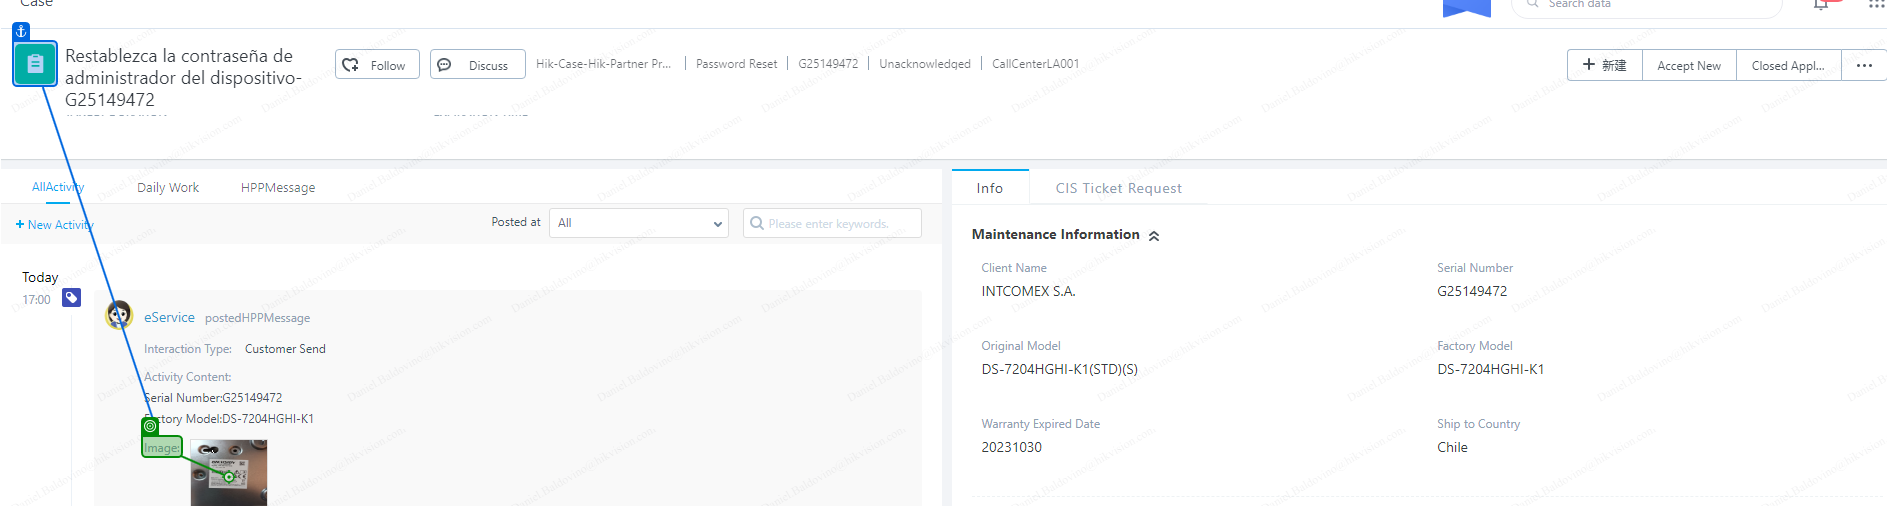 Case
Search data
Restablezca la contraseña de
administrador del dispositivo-
G25149472
Follow
Discuss
Hik-Case-Hik-Partner Pr...
Password Reset
G25149472
Unacknowledged
CallCenterLA001
新建
Accept New
Closed Appl...
AllActivity
Daily Work
HPPMessage
New Activity
Posted at
All
Please enter keywords.
Today
17:00
eService postedHPPMessage
Interaction Type: Customer Send
Activity Content:
Serial Number:G25149472
Factory Model:DS-7204HGHI-K1
Image:
Info
CIS Ticket Request
Maintenance Information
Client Name
INTCOMEX S.A.
Serial Number
G25149472
Original Model
DS-7204HGHI-K1(STD)(S)
Factory Model
DS-7204HGHI-K1
Warranty Expired Date
20231030
Ship to Country
Chile
Daniel.Baldevino@hikvision.com